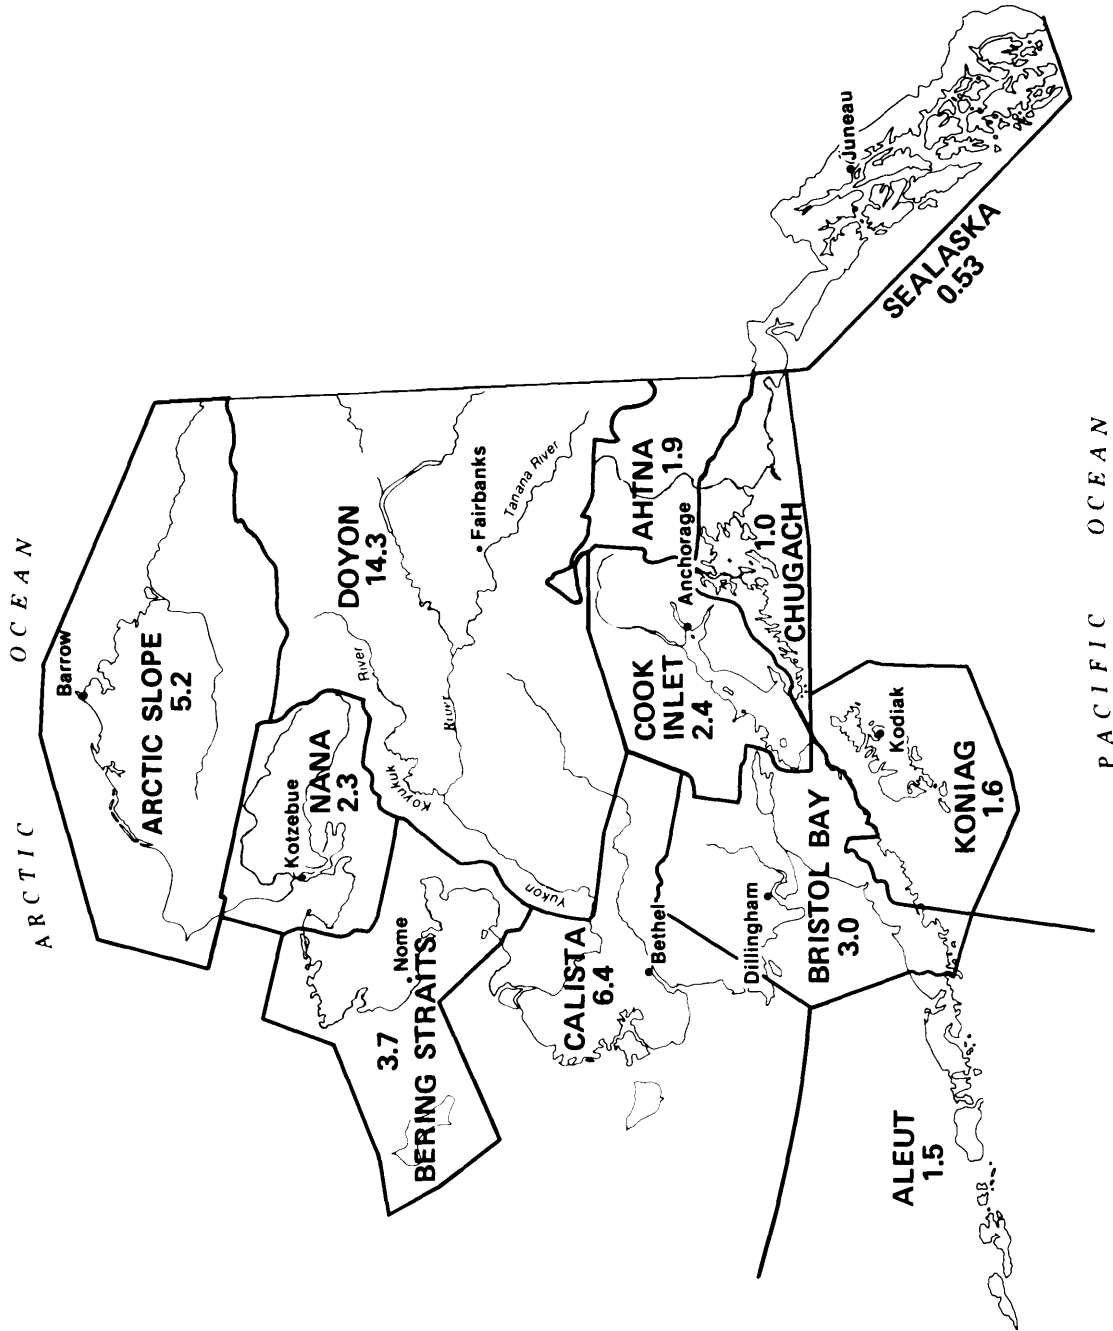 ARCTIC OCEAN
Barrow
ARCTIC SLOPE
5.2
Kotzebue
NANA
2.3
Nome
3.7
BERING STRAITS
DOYON
14.3
Koyukuk River
Yukon River
Fairbanks
Tanana River
CALISTA
6.4
Bethel
COOK
INLET
2.4
Anchorage
AHTNA
1.9
1.0
CHUGACH
Juneau
SEALASKA
0.53
Dillingham
BRISTOL BAY
3.0
Kodiak
KONIAG
1.6
ALEUT
1.5
PACIFIC OCEAN